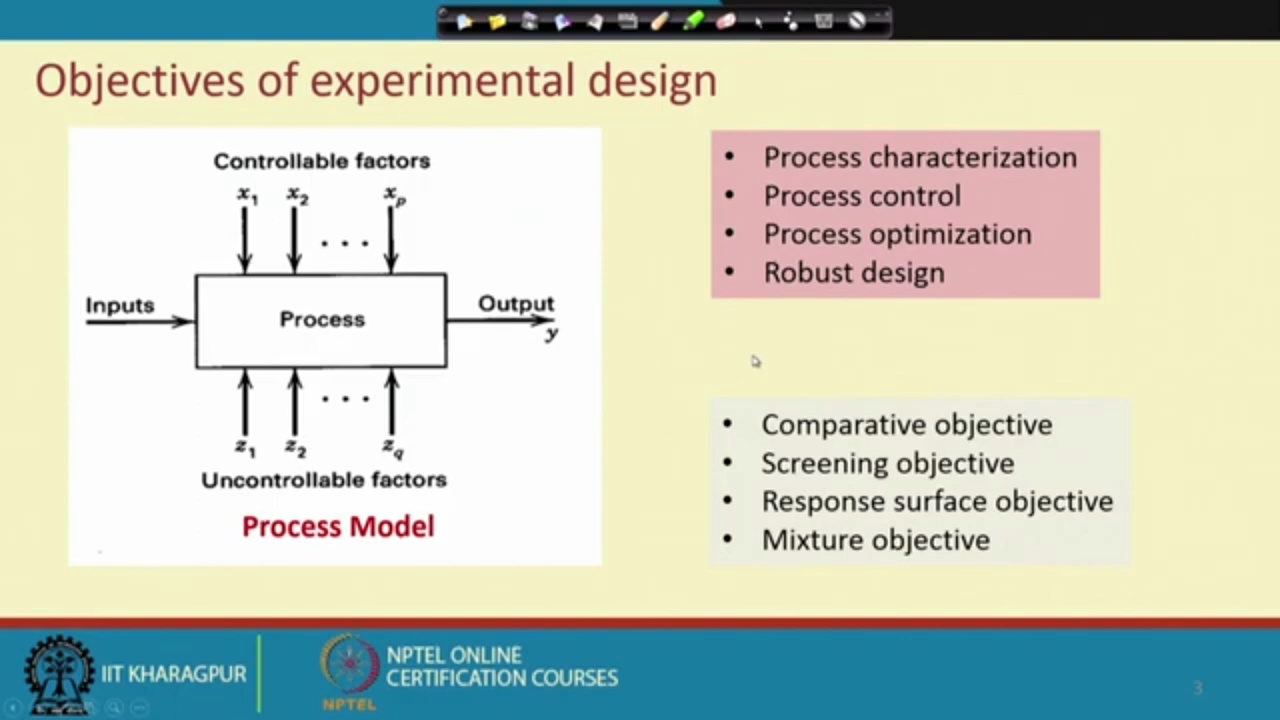 Objectives of experimental design
Controllable factors
x1 x2 . . . xp
Inputs
Process
Output
y
z1 z2 . . . zq
Uncontrollable factors
Process Model
• Process characterization
• Process control
• Process optimization
• Robust design
• Comparative objective
• Screening objective
• Response surface objective
• Mixture objective
IIT KHARAGPUR
NPTEL
NPTEL ONLINE
CERTIFICATION COURSES
3